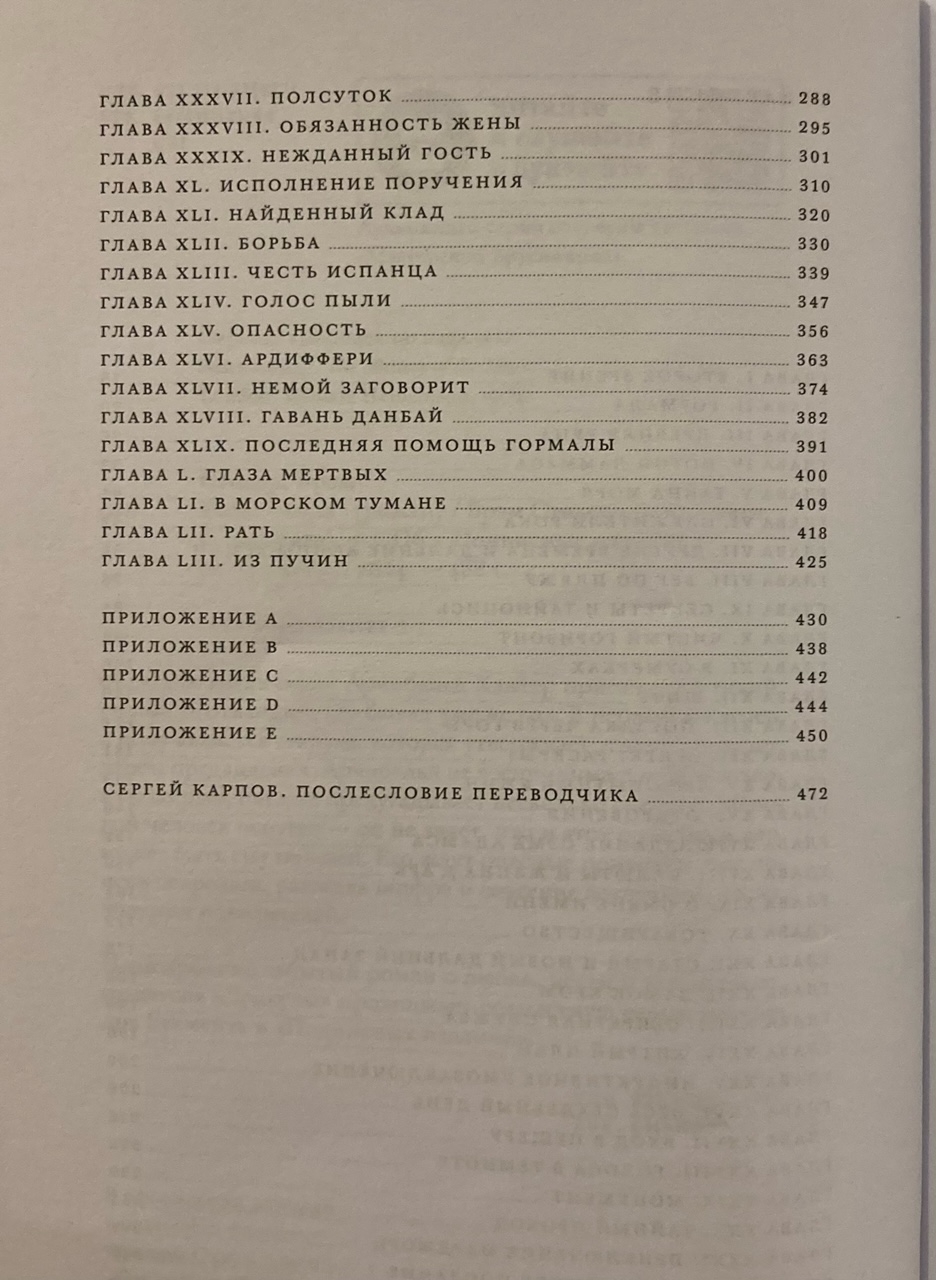 ГЛАВА XXXVII. ПОЛСУТОК 288
ГЛАВА XXXVIII. ОБЯЗАННОСТЬ ЖЕНЫ 295
ГЛАВА XXXIX. НЕЖДАННЫЙ ГОСТЬ 301
ГЛАВА XL. ИСПОЛНЕНИЕ ПОРУЧЕНИЯ 310
ГЛАВА XLI. НАЙДЕННЫЙ КЛАД 320
ГЛАВА XLII. БОРЬБА 330
ГЛАВА XLIII. ЧЕСТЬ ИСПАНЦА 339
ГЛАВА XLIV. ГОЛОС ПЫЛИ 347
ГЛАВА XLV. ОПАСНОСТЬ 356
ГЛАВА XLVI. АРДИФФЕРИ 363
ГЛАВА XLVII. НЕМОЙ ЗАГОВОРИТ 374
ГЛАВА XLVIII. ГАВАНЬ ДАНБАЙ 382
ГЛАВА XLIX. ПОСЛЕДНЯЯ ПОМОЩЬ ГОРМАЛЫ 391
ГЛАВА L. ГЛАЗА МЕРТВЫХ 400
ГЛАВА LI. В МОРСКОМ ТУМАНЕ 409
ГЛАВА LII. РАТЬ 418
ГЛАВА LIII. ИЗ ПУЧИН 425
ПРИЛОЖЕНИЕ A 430
ПРИЛОЖЕНИЕ B 438
ПРИЛОЖЕНИЕ C 442
ПРИЛОЖЕНИЕ D 444
ПРИЛОЖЕНИЕ E 450
СЕРГЕЙ КАРПОВ. ПОСЛЕСЛОВИЕ ПЕРЕВОДЧИКА 472